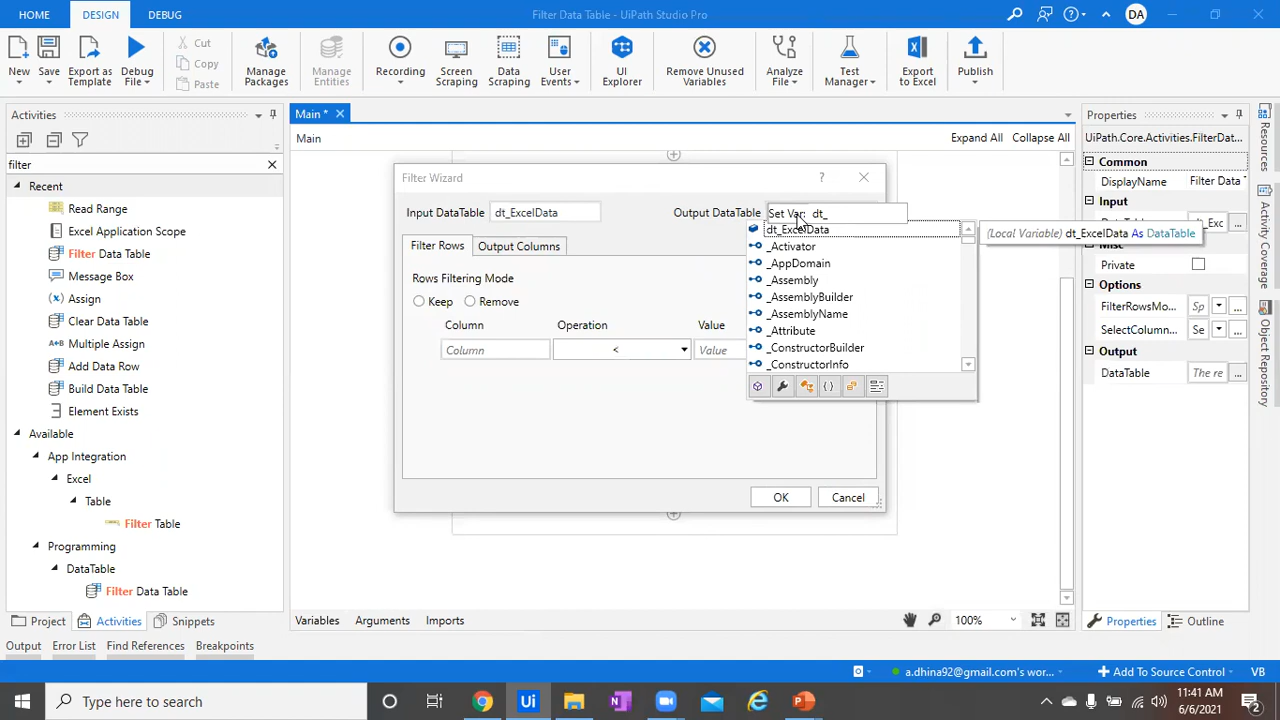 HOME
DESIGN
DEBUG
Filter Data Table - UiPath Studio Pro
DA
New
Save
Export as Template
Debug File
Cut
Copy
Paste
Manage Packages
Manage Entities
Recording
Screen Scraping
Data Scraping
User Events
UI Explorer
Remove Unused Variables
Analyze File
Test Manager
Export to Excel
Publish
Activities
filter
Recent
Read Range
Excel Application Scope
Filter Data Table
Message Box
Assign
Clear Data Table
Multiple Assign
Add Data Row
Build Data Table
Element Exists
Available
App Integration
Excel
Table
Filter Table
Programming
DataTable
Filter Data Table
Project
Activities
Snippets
Main *
Main
Expand All
Collapse All
Filter Wizard
?
Input DataTable
dt_ExcelData
Output DataTable
Set Var: dt_
Filter Rows
Output Columns
Rows Filtering Mode
Keep
Remove
Column
Operation
Value
Column
<
Value
dt_ExcelData
_Activator
_AppDomain
_Assembly
_AssemblyBuilder
_AssemblyName
_Attribute
_ConstructorBuilder
_ConstructorInfo
(Local Variable) dt_ExcelData As DataTable
OK
Cancel
Variables
Arguments
Imports
100%
Properties
UiPath.Core.Activities.FilterDat...
Common
DisplayName
Filter Data
Input
dt_Exc
...
Private
Options
FilterRowsMo...
Sp
...
SelectColumn...
Se
...
Output
DataTable
The re
...
Properties
Outline
Resources
Activity Coverage
Object Repository
Output
Error List
Find References
Breakpoints
a.dhina92@gmail.com's wor...
Add To Source Control
VB
Type here to search
11:41 AM
6/6/2021